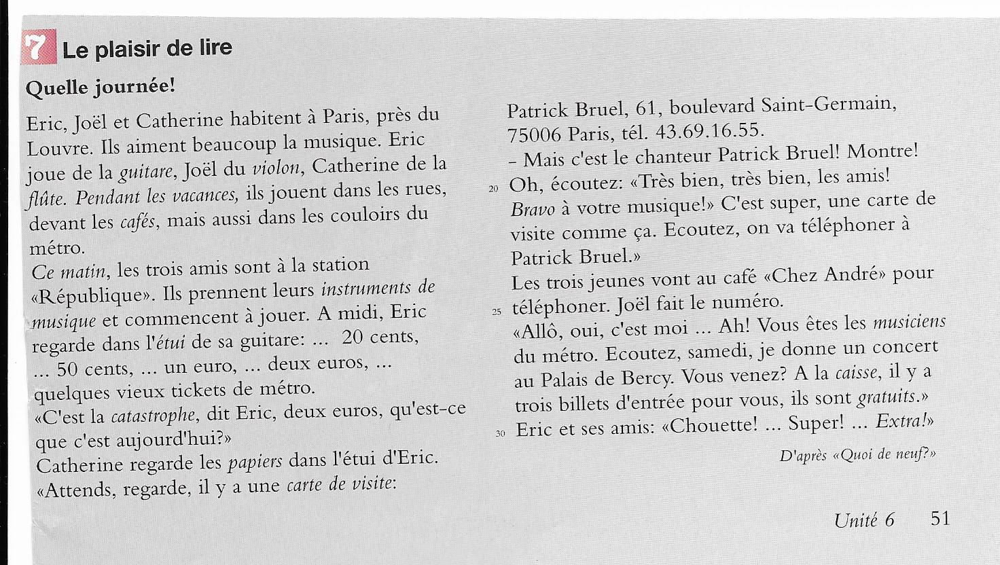 7 Le plaisir de lire
Quelle journée!
Eric, Joël et Catherine habitent à Paris, près du
Louvre. Ils aiment beaucoup la musique. Eric
joue de la guitare, Joël du violon, Catherine de la
flûte. Pendant les vacances, ils jouent dans les rues,
devant les cafés, mais aussi dans les couloirs du
métro.
Ce matin, les trois amis sont à la station
«République». Ils prennent leurs instruments de
musique et commencent à jouer. A midi, Eric
regarde dans l'étui de sa guitare: ... 20 cents,
... 50 cents, ... un euro, ... deux euros, ...
quelques vieux tickets de métro.
«C'est la catastrophe, dit Eric, deux euros, qu'est-ce
que c'est aujourd'hui?»
Catherine regarde les papiers dans l'étui d'Eric.
«Attends, regarde, il y a une carte de visite:
Patrick Bruel, 61, boulevard Saint-Germain,
75006 Paris, tél. 43.69.16.55.
– Mais c'est le chanteur Patrick Bruel! Montre!
20 Oh, écoutez: «Très bien, très bien, les amis!
Bravo à votre musique!» C'est super, une carte de
visite comme ça. Ecoutez, on va téléphoner à
Patrick Bruel.»
Les trois jeunes vont au café «Chez André» pour
25 téléphoner. Joël fait le numéro.
«Allô, oui, c'est moi ... Ah! Vous êtes les musiciens
du métro. Ecoutez, samedi, je donne un concert
au Palais de Bercy. Vous venez? A la caisse, il y a
trois billets d'entrée pour vous, ils sont gratuits.»
30 Eric et ses amis: «Chouette! ... Super! ... Extra!»
D'après «Quoi de neuf?»
Unité 6 51